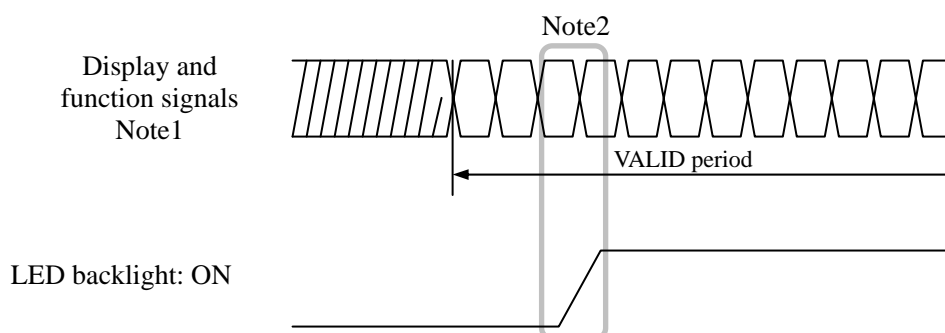 Note2
Display and
function signals
Note1
VALID period
LED backlight: ON